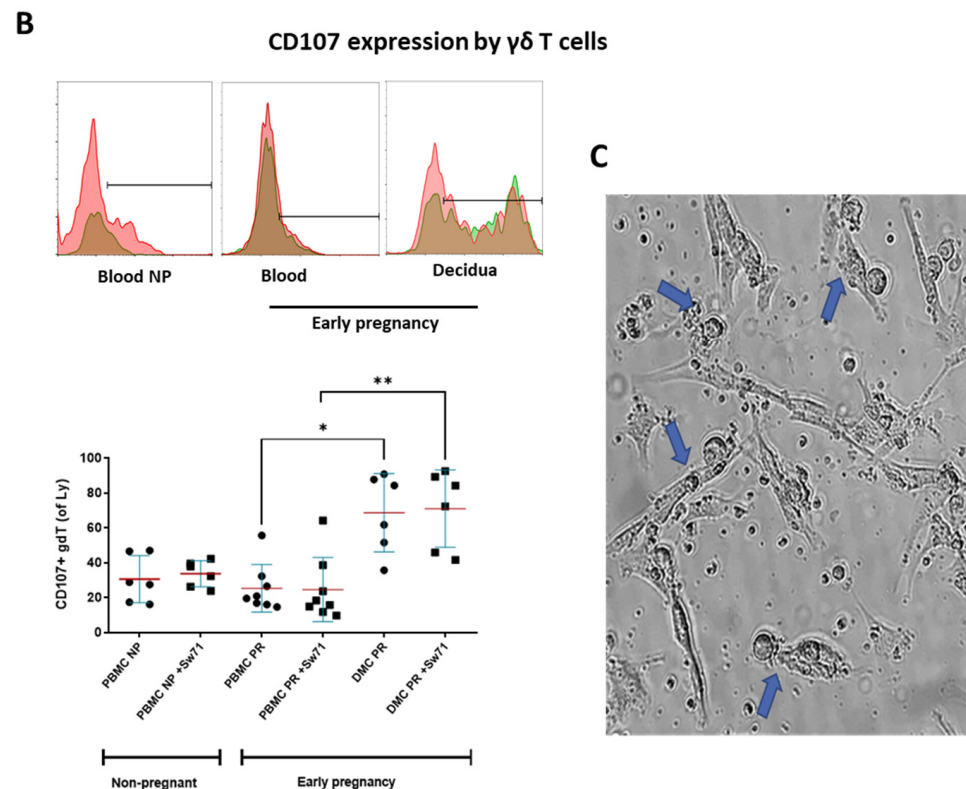 B
CD107 expression by γδ T cells
Blood NP
Blood
Decidua
Early pregnancy
C
**
*
CD107+ gdT (of Ly)
100
80
60
40
20
0
PBMC NP
PBMC NP +Sw71
PBMC PR
PBMC PR +Sw71
DMC PR
DMC PR +Sw71
Non-pregnant
Early pregnancy